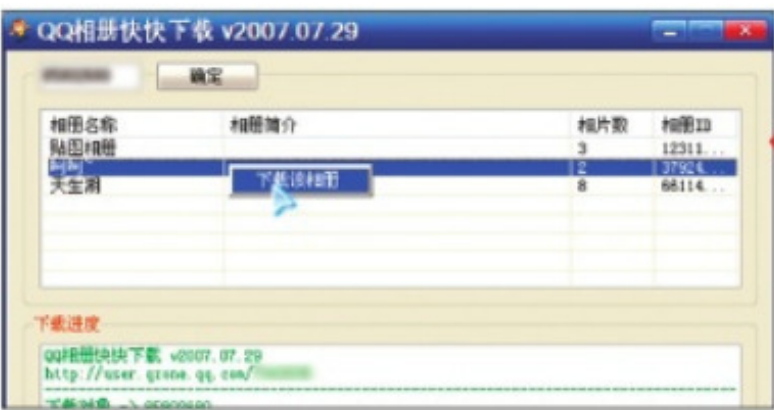 QQ相册快快下载 v2007.07.29
确定
相册名称 相册简介 相片数 相册ID
贴图相册 3 12311...
2 37924...
下载该相册
天生湖 8 66114...
下载进度
QQ相册快快下载 v2007.07.29
http://user.qzone.qq.com/